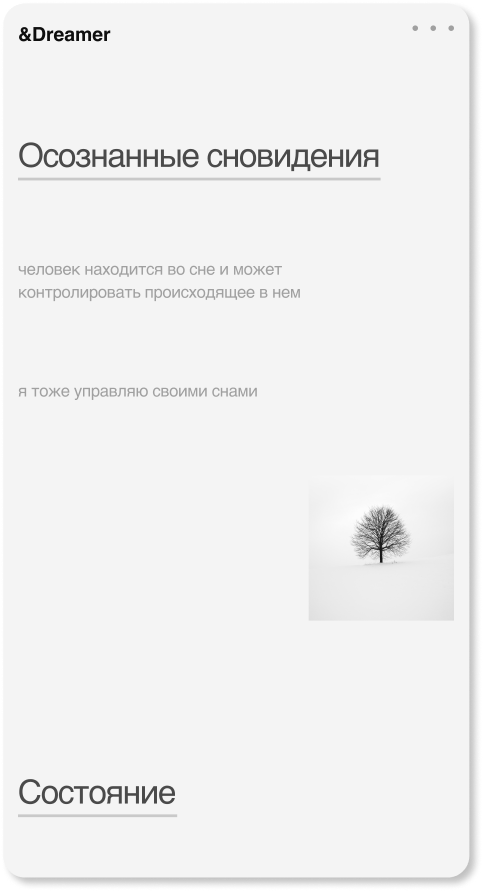 &Dreamer
Осознанные сновидения
человек находится во сне и может
контролировать происходящее в нем
я тоже управляю своими снами
Состояние